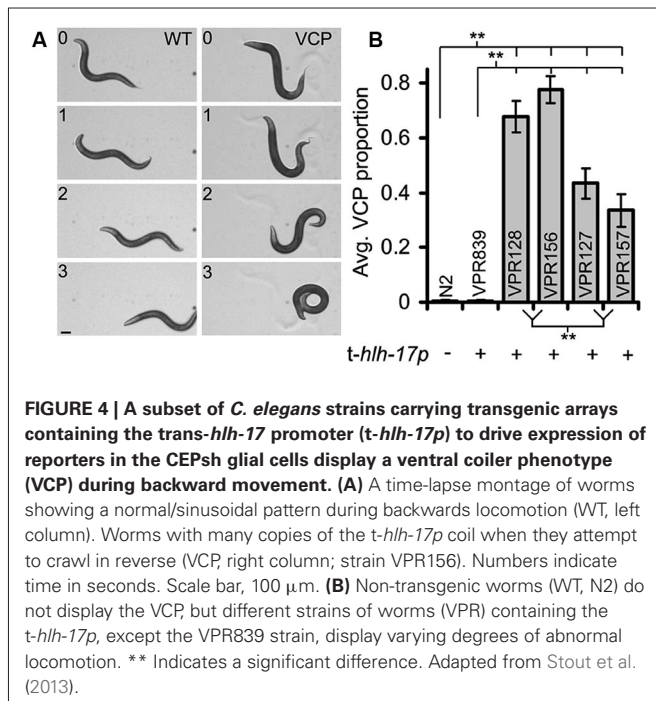 A
0
WT
0
VCP
1
1
2
2
3
3
B
**
**
Avg. VCP proportion
0.8
0.6
0.4
0.2
0
N2
VPR839
VPR128
VPR156
VPR127
VPR157
**
t-hlh-17p - + + + + +
FIGURE 4 | A subset of C. elegans strains carrying transgenic arrays
containing the trans-hlh-17 promoter (t-hlh-17p) to drive expression of
reporters in the CEPsh glial cells display a ventral coiler phenotype
(VCP) during backward movement. (A) A time-lapse montage of worms
showing a normal/sinusoidal pattern during backwards locomotion (WT, left
column). Worms with many copies of the t-hlh-17p coil when they attempt
to crawl in reverse (VCP, right column; strain VPR156). Numbers indicate
time in seconds. Scale bar, 100 μm. (B) Non-transgenic worms (WT, N2) do
not display the VCP, but different strains of worms (VPR) containing the
t-hlh-17p, except the VPR839 strain, display varying degrees of abnormal
locomotion. ** Indicates a significant difference. Adapted from Stout et al.
(2013).